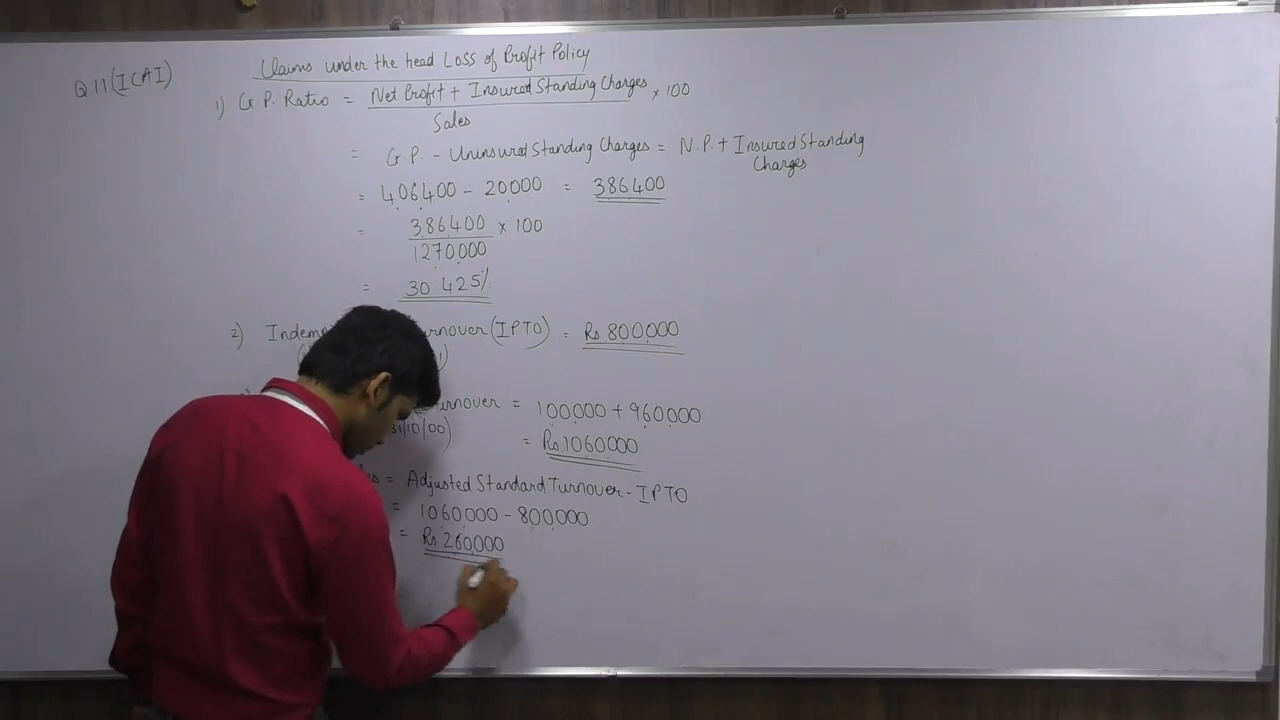 Q 11 (ICAI)
Claims under the head Loss of Profit Policy
1) G.P. Ratio = Net Profit + Insured Standing Charges × 100
Sales
= G.P. - Uninsured Standing Charges = N.P. + Insured Standing
Charges
= 406400 - 20000 = 386400
= 386400 × 100
1270000
= 30.425%
2) Indemn urnover (IPTO) = Rs 800000
urnover = 100000 + 960000
31/10/00) = Rs 1060000
= Adjusted Standard Turnover - IPTO
= 1060000 - 800000
= Rs 260000